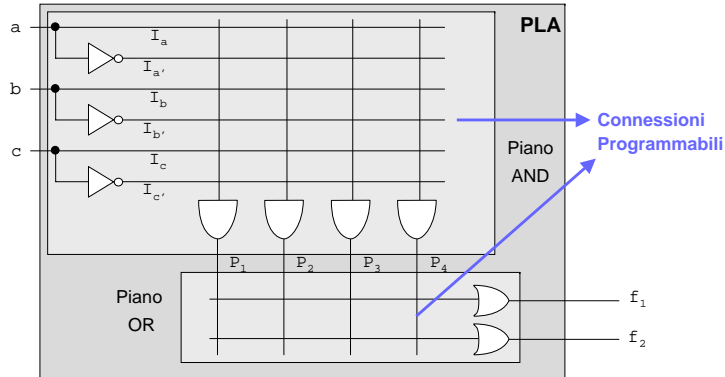 PLA
a
I_a
I_a'
b
I_b
I_b'
c
I_c
I_c'
Connessioni
Programmabili
Piano
AND
P_1 P_2 P_3 P_4
Piano
OR
f_1
f_2